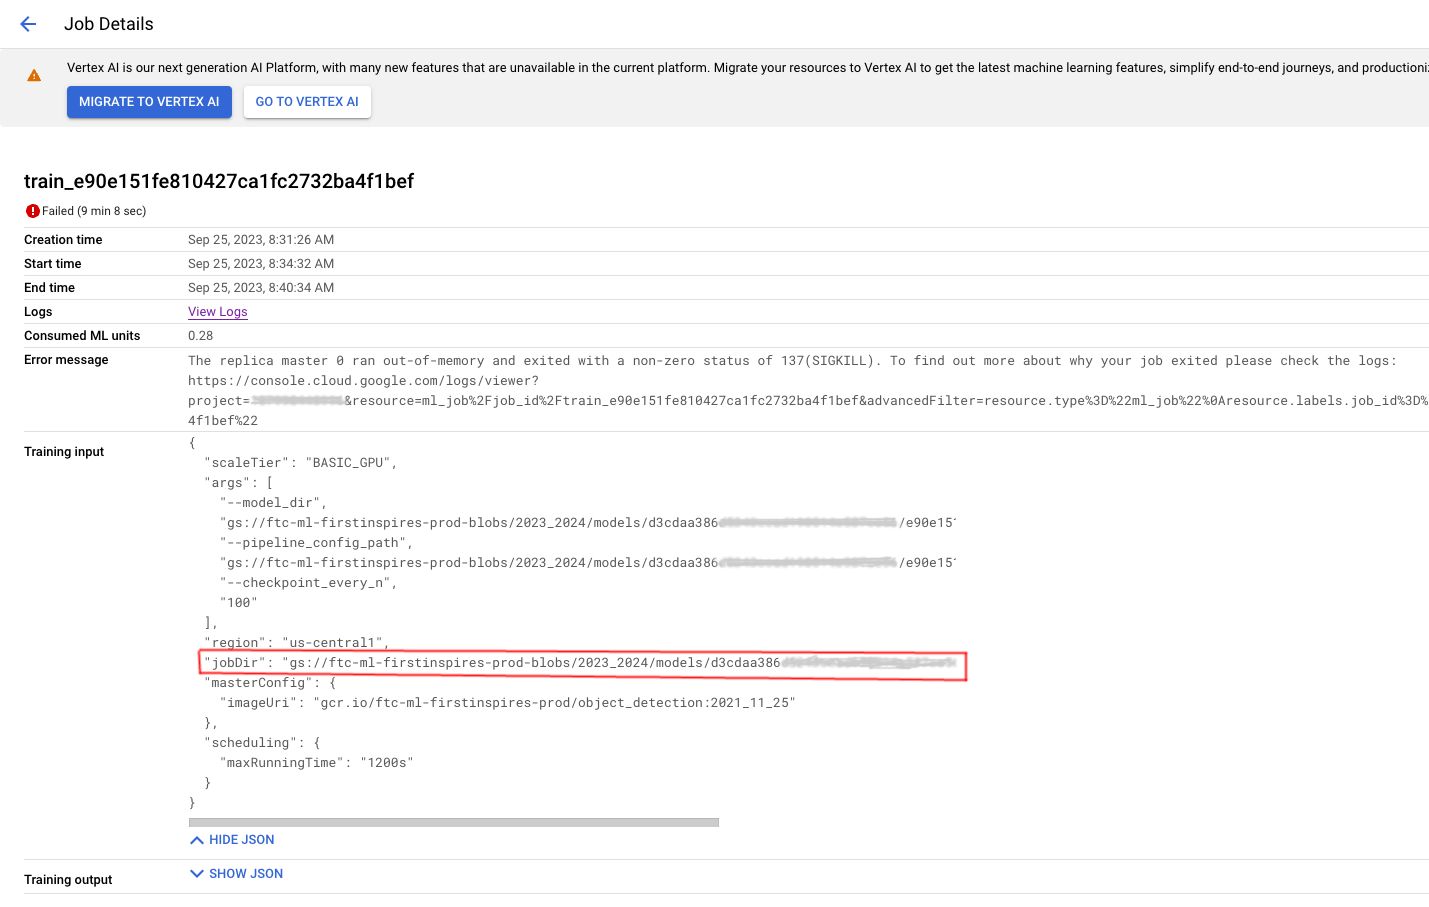 Job Details
Vertex AI is our next generation AI Platform, with many new features that are unavailable in the current platform. Migrate your resources to Vertex AI to get the latest machine learning features, simplify end-to-end journeys, and productioni
MIGRATE TO VERTEX AI GO TO VERTEX AI
train_e90e151fe810427ca1fc2732ba4f1bef
Failed (9 min 8 sec)
Creation time Sep 25, 2023, 8:31:26 AM
Start time Sep 25, 2023, 8:34:32 AM
End time Sep 25, 2023, 8:40:34 AM
Logs View Logs
Consumed ML units 0.28
Error message The replica master 0 ran out-of-memory and exited with a non-zero status of 137(SIGKILL). To find out more about why your job exited please check the logs:
https://console.cloud.google.com/logs/viewer?
project= &resource=ml_job%2Fjob_id%2Ftrain_e90e151fe810427ca1fc2732ba4f1bef&advancedFilter=resource.type%3D%22ml_job%22%0Aresource.labels.job_id%3D%
4f1bef%22
Training input {
"scaleTier": "BASIC_GPU",
"args": [
"--model_dir",
"gs://ftc-ml-firstinspires-prod-blobs/2023_2024/models/d3cdaa386 /e90e15
"--pipeline_config_path",
"gs://ftc-ml-firstinspires-prod-blobs/2023_2024/models/d3cdaa386 /e90e15
"--checkpoint_every_n",
"100"
],
"region": "us-central1",
"jobDir": "gs://ftc-ml-firstinspires-prod-blobs/2023_2024/models/d3cdaa386
"masterConfig": {
"imageUri": "gcr.io/ftc-ml-firstinspires-prod/object_detection:2021_11_25"
},
"scheduling": {
"maxRunningTime": "1200s"
}
}
HIDE JSON
Training output SHOW JSON